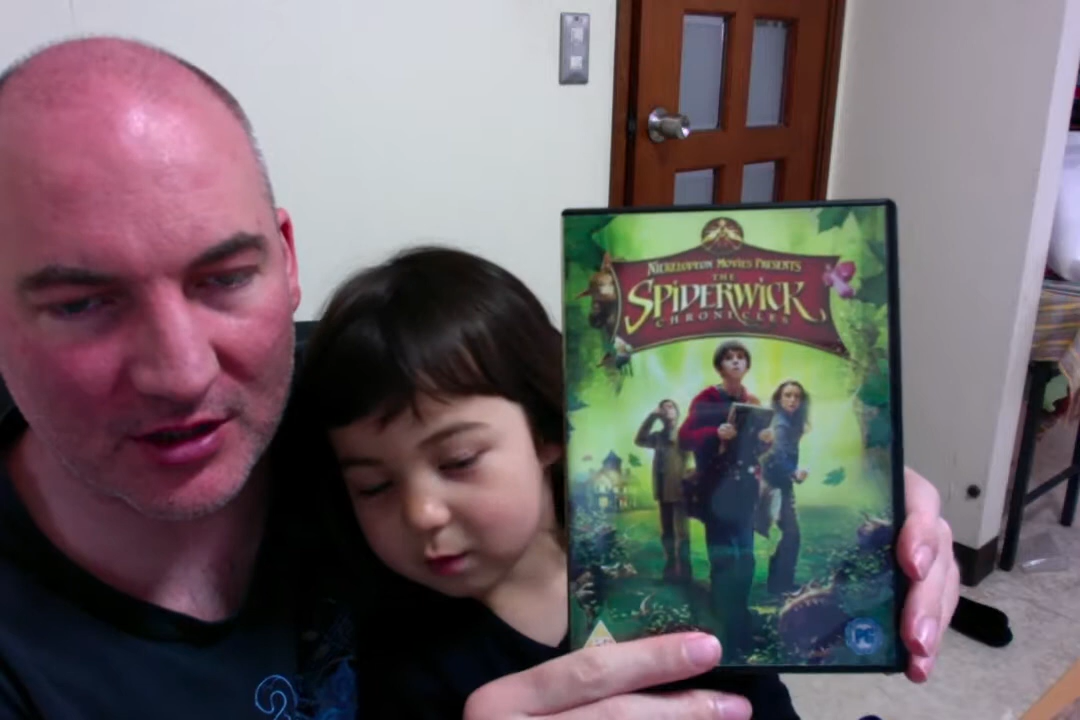 NICKELODEON MOVIES PRESENTS
THE
SPIDERWICK
CHRONICLES
PG